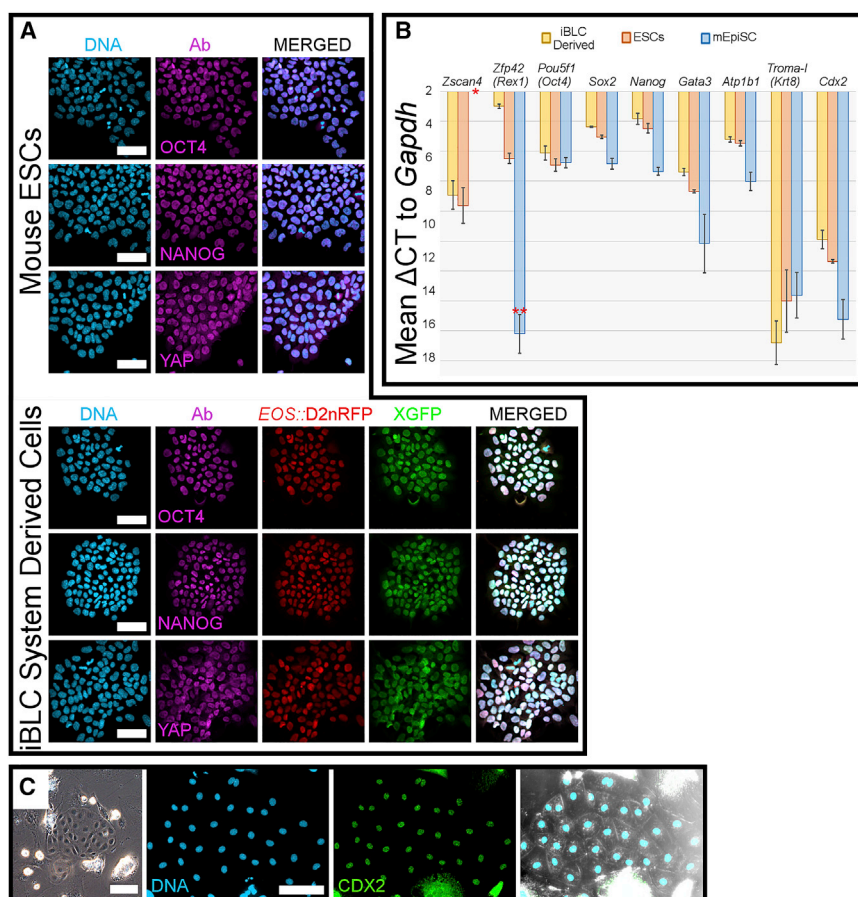 A
DNA
Ab
MERGED
Mouse ESCs
OCT4
NANOG
YAP
DNA
Ab
EOS::D2nRFP
XGFP
MERGED
iBLC System Derived Cells
OCT4
NANOG
YAP
B
iBLC Derived
ESCs
mEpiSC
Zscan4
Zfp42 (Rex1)
Pou5f1 (Oct4)
Sox2
Nanog
Gata3
Atp1b1
Troma-I (Krt8)
Cdx2
Mean ΔCT to Gapdh
2
4
6
8
10
12
14
16
18
*
**
C
DNA
CDX2